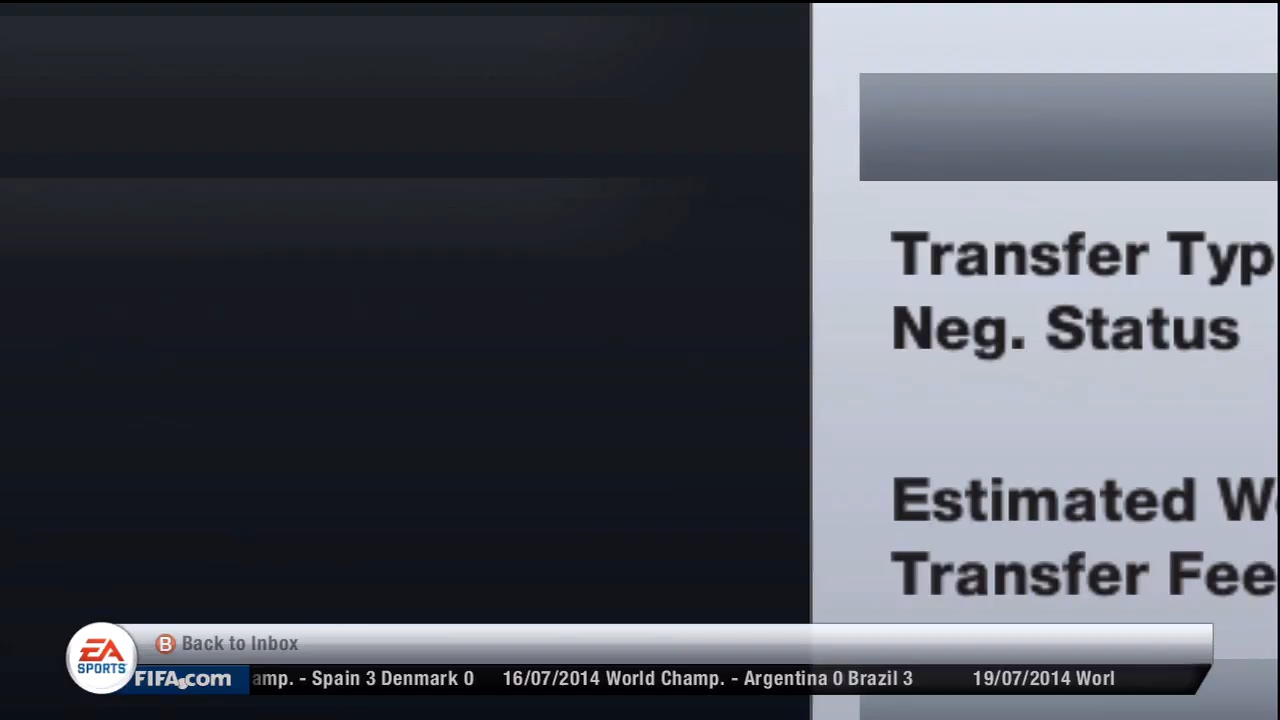 Transfer Typ
Neg. Status
Estimated W
Transfer Fee
B Back to Inbox
EA SPORTS
FIFA.com amp. - Spain 3 Denmark 0 16/07/2014 World Champ. - Argentina 0 Brazil 3 19/07/2014 Worl